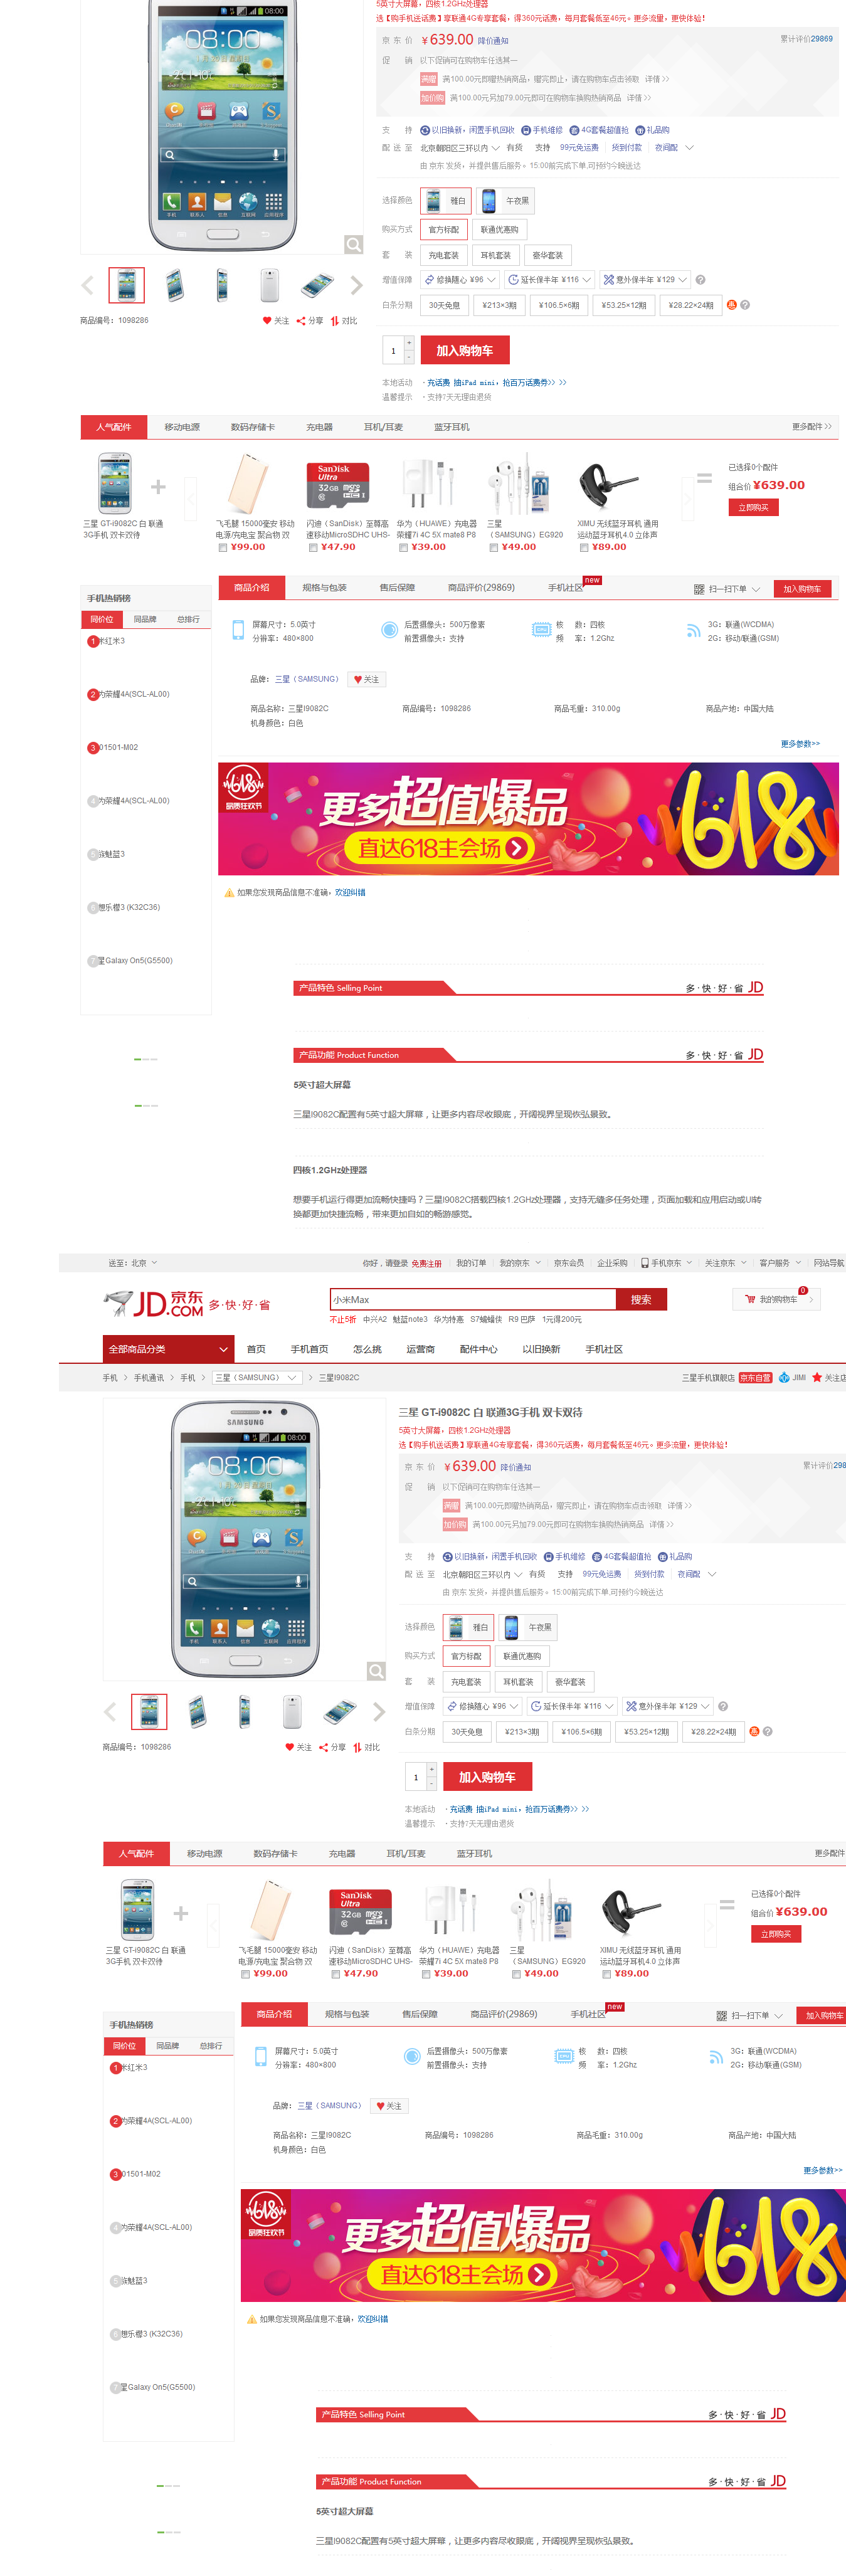 5英寸大屏幕，四核1.2GHz处理器
选【购手机送话费】享联通4G专享套餐，得360元话费，每月套餐低至46元。更多流量，更快体验！
京 东 价 ￥639.00 降价通知 累计评价29869
促 销 以下促销可在购物车任选其一
满赠 满100.00元即赠热销商品，赠完即止，请在购物车点击领取 详情 >>
加价购 满100.00元另加79.00元即可在购物车换购热销商品 详情 >>
支 持 以旧换新，闲置手机回收 手机维修 4G套餐超值抢 礼品购
配 送 至 北京朝阳区三环以内 有货 支持 99元免运费 货到付款 夜间配
由 京东 发货，并提供售后服务。15:00前完成下单,可预约今晚送达
选择颜色 雅白 午夜黑
购买方式 官方标配 联通优惠购
套 装 充电套装 耳机套装 豪华套装
增值保障 修换随心 ¥96 延长保半年 ¥116 意外保半年 ¥129
白条分期 30天免息 ¥213×3期 ¥106.5×6期 ¥53.25×12期 ¥28.22×24期
商品编号：1098286 关注 分享 对比
1 + - 加入购物车
本地活动 · 充话费 抽iPad mini，抢百万话费券>> >>
温馨提示 · 支持7天无理由退货
人气配件 移动电源 数码存储卡 充电器 耳机/耳麦 蓝牙耳机 更多配件 >>
三星 GT-i9082C 白 联通3G手机 双卡双待
飞毛腿 15000毫安 移动电源/充电宝 聚合物 双
¥99.00
闪迪（SanDisk）至尊高速移动MicroSDHC UHS-
¥47.90
华为（HUAWE）充电器 荣耀7i 4C 5X mate8 P8
¥39.00
三星（SAMSUNG）EG920
¥49.00
XIMU 无线蓝牙耳机 通用运动蓝牙耳机4.0 立体声
¥89.00
已选择0个配件
组合价 ¥639.00
立即购买
手机热销榜
同价位 同品牌 总排行
1 米红米3
2 为荣耀4A(SCL-AL00)
3 01501-M02
4 为荣耀4A(SCL-AL00)
5 族魅蓝3
6 想乐檬3 (K32C36)
7 星Galaxy On5(G5500)
商品介绍 规格与包装 售后保障 商品评价(29869) 手机社区 new 扫一扫下单 加入购物车
屏幕尺寸：5.0英寸 后置摄像头：500万像素 核 数：四核 3G：联通(WCDMA)
分辨率：480×800 前置摄像头：支持 频 率：1.2Ghz 2G：移动/联通(GSM)
品牌：三星（SAMSUNG） 关注
商品名称：三星I9082C 商品编号：1098286 商品毛重：310.00g 商品产地：中国大陆
机身颜色：白色
更多参数>>
618 品质狂欢节
更多超值爆品
直达618主会场
618
如果您发现商品信息不准确，欢迎纠错
产品特色 Selling Point 多·快·好·省 JD
产品功能 Product Function 多·快·好·省 JD
5英寸超大屏幕
三星I9082C配置有5英寸超大屏幕，让更多内容尽收眼底，开阔视界呈现恢弘景致。
四核1.2GHz处理器
想要手机运行得更加流畅快捷吗？三星I9082C搭载四核1.2GHz处理器，支持无缝多任务处理，页面加载和应用启动或UI转
换都更加快捷流畅，带来更加自如的畅游感觉。
送至：北京 你好，请登录 免费注册 我的订单 我的京东 京东会员 企业采购 手机京东 关注京东 客户服务 网站导航
JD.COM 京东 多·快·好·省 小米Max 搜索 我的购物车 0
不止5折 中兴A2 魅蓝note3 华为特惠 S7蝙蝠侠 R9 巴萨 1元得200元
全部商品分类 首页 手机首页 怎么挑 运营商 配件中心 以旧换新 手机社区
手机 > 手机通讯 > 手机 > 三星（SAMSUNG） > 三星I9082C 三星手机旗舰店 京东自营 JIMI 关注店
三星 GT-i9082C 白 联通3G手机 双卡双待
5英寸大屏幕，四核1.2GHz处理器
选【购手机送话费】享联通4G专享套餐，得360元话费，每月套餐低至46元。更多流量，更快体验！
京 东 价 ￥639.00 降价通知 累计评价298
促 销 以下促销可在购物车任选其一
满赠 满100.00元即赠热销商品，赠完即止，请在购物车点击领取 详情 >>
加价购 满100.00元另加79.00元即可在购物车换购热销商品 详情 >>
支 持 以旧换新，闲置手机回收 手机维修 4G套餐超值抢 礼品购
配 送 至 北京朝阳区三环以内 有货 支持 99元免运费 货到付款 夜间配
由 京东 发货，并提供售后服务。15:00前完成下单,可预约今晚送达
选择颜色 雅白 午夜黑
购买方式 官方标配 联通优惠购
套 装 充电套装 耳机套装 豪华套装
增值保障 修换随心 ¥96 延长保半年 ¥116 意外保半年 ¥129
白条分期 30天免息 ¥213×3期 ¥106.5×6期 ¥53.25×12期 ¥28.22×24期
商品编号：1098286 关注 分享 对比
1 + - 加入购物车
本地活动 · 充话费 抽iPad mini，抢百万话费券>> >>
温馨提示 · 支持7天无理由退货
人气配件 移动电源 数码存储卡 充电器 耳机/耳麦 蓝牙耳机 更多配件
三星 GT-i9082C 白 联通3G手机 双卡双待
飞毛腿 15000毫安 移动电源/充电宝 聚合物 双
¥99.00
闪迪（SanDisk）至尊高速移动MicroSDHC UHS-
¥47.90
华为（HUAWE）充电器 荣耀7i 4C 5X mate8 P8
¥39.00
三星（SAMSUNG）EG920
¥49.00
XIMU 无线蓝牙耳机 通用运动蓝牙耳机4.0 立体声
¥89.00
已选择0个配件
组合价 ¥639.00
立即购买
手机热销榜
同价位 同品牌 总排行
1 米红米3
2 为荣耀4A(SCL-AL00)
3 01501-M02
4 为荣耀4A(SCL-AL00)
5 族魅蓝3
6 想乐檬3 (K32C36)
7 星Galaxy On5(G5500)
商品介绍 规格与包装 售后保障 商品评价(29869) 手机社区 new 扫一扫下单 加入购物车
屏幕尺寸：5.0英寸 后置摄像头：500万像素 核 数：四核 3G：联通(WCDMA)
分辨率：480×800 前置摄像头：支持 频 率：1.2Ghz 2G：移动/联通(GSM)
品牌：三星（SAMSUNG） 关注
商品名称：三星I9082C 商品编号：1098286 商品毛重：310.00g 商品产地：中国大陆
机身颜色：白色
更多参数>>
618 品质狂欢节
更多超值爆品
直达618主会场
618
如果您发现商品信息不准确，欢迎纠错
产品特色 Selling Point 多·快·好·省 JD
产品功能 Product Function 多·快·好·省 JD
5英寸超大屏幕
三星I9082C配置有5英寸超大屏幕，让更多内容尽收眼底，开阔视界呈现恢弘景致。